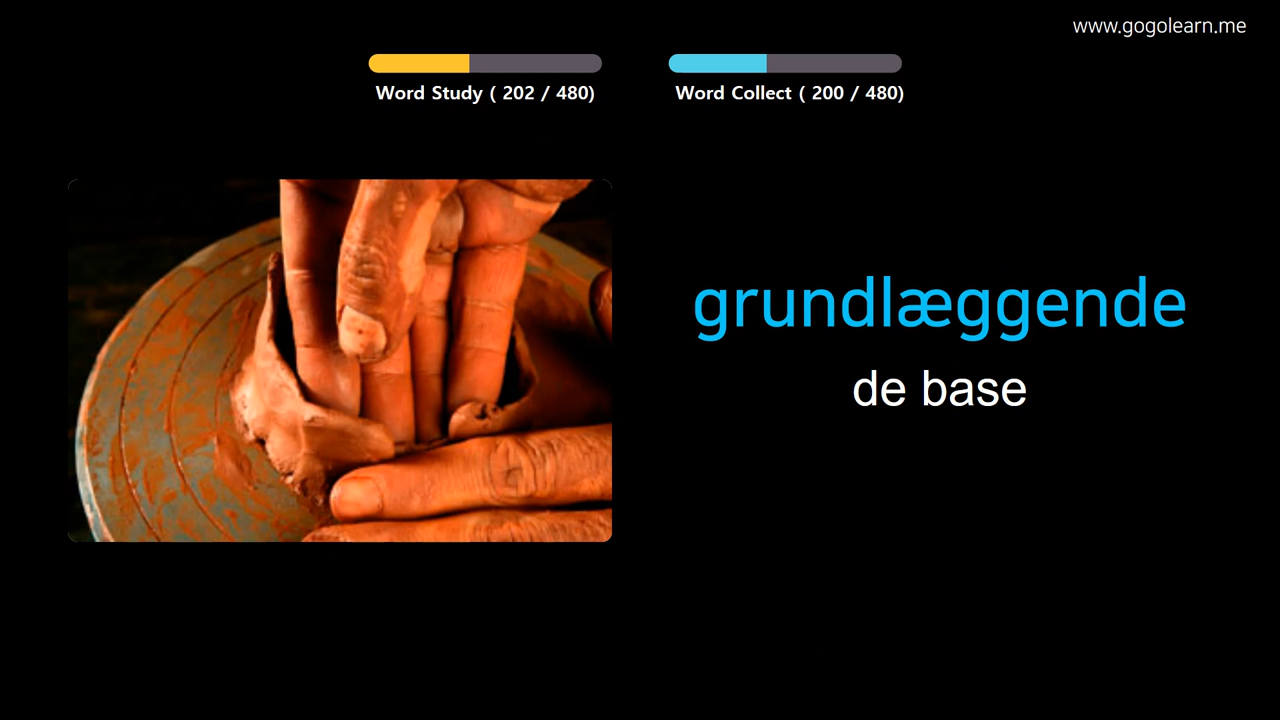 www.gogolearn.me
Word Study ( 202 / 480)
Word Collect ( 200 / 480)
grundlæggende
de base